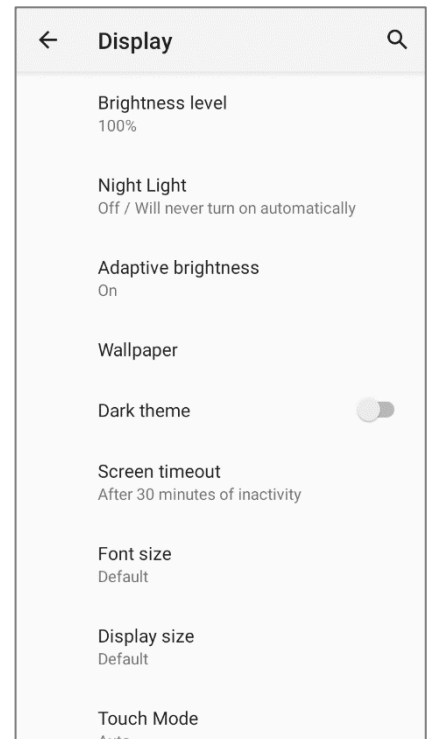 Display
Brightness level
100%
Night Light
Off / Will never turn on automatically
Adaptive brightness
On
Wallpaper
Dark theme
Screen timeout
After 30 minutes of inactivity
Font size
Default
Display size
Default
Touch Mode
Auto